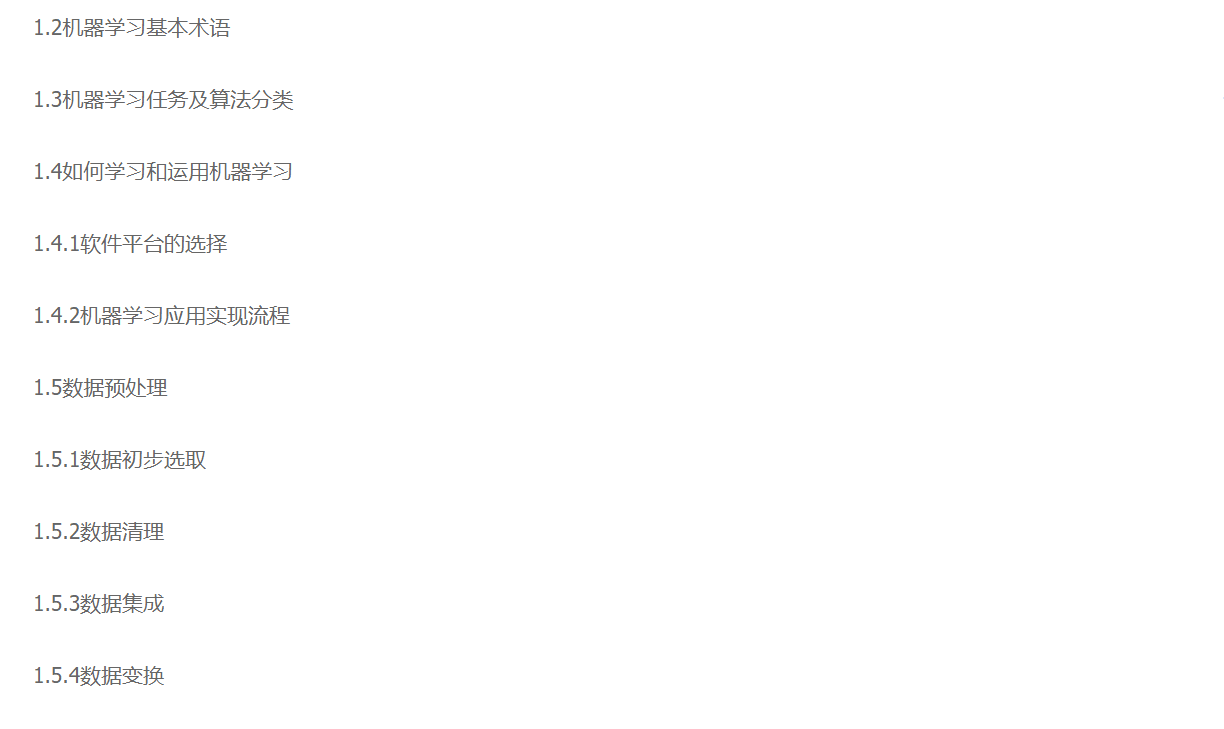 1.2机器学习基本术语
1.3机器学习任务及算法分类
1.4如何学习和运用机器学习
1.4.1软件平台的选择
1.4.2机器学习应用实现流程
1.5数据预处理
1.5.1数据初步选取
1.5.2数据清理
1.5.3数据集成
1.5.4数据变换